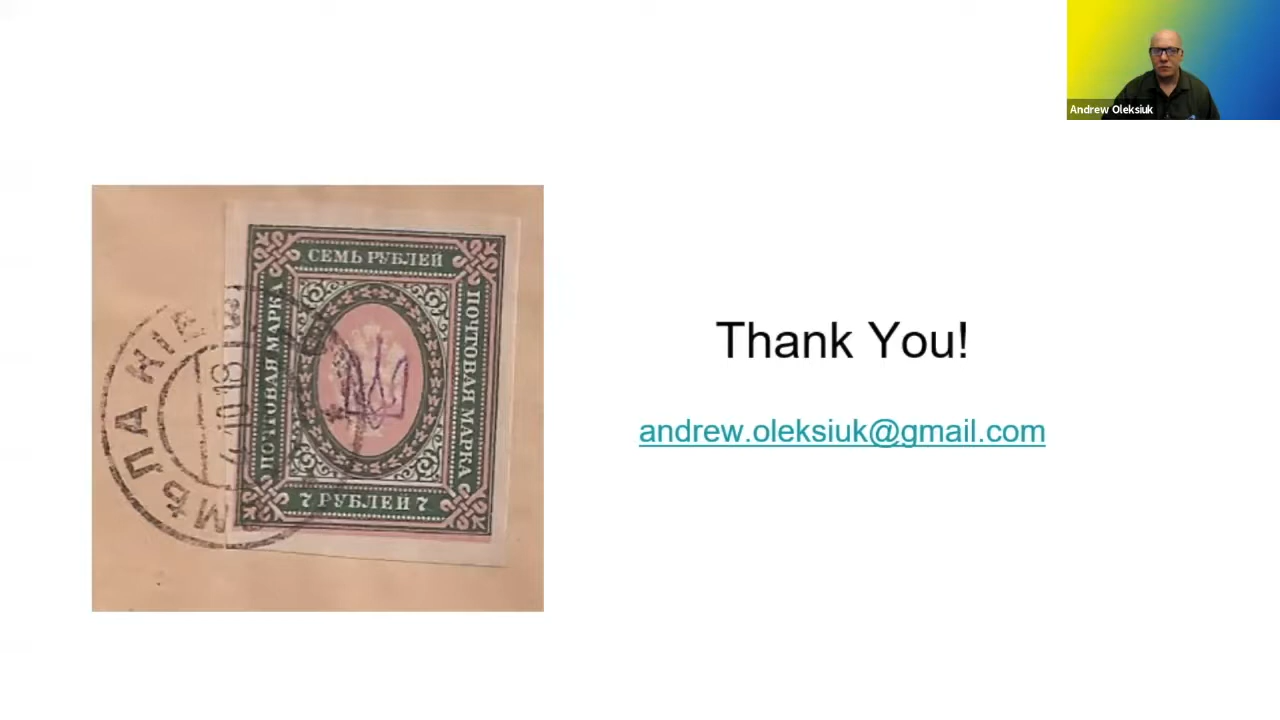 Andrew Oleksiuk
СЕМЬ РУБЛЕЙ
ПОЧТОВАЯ МАРКА
ПОЧТОВАЯ МАРКА
7 РУБЛЕЙ 7
Thank You!
andrew.oleksiuk@gmail.com